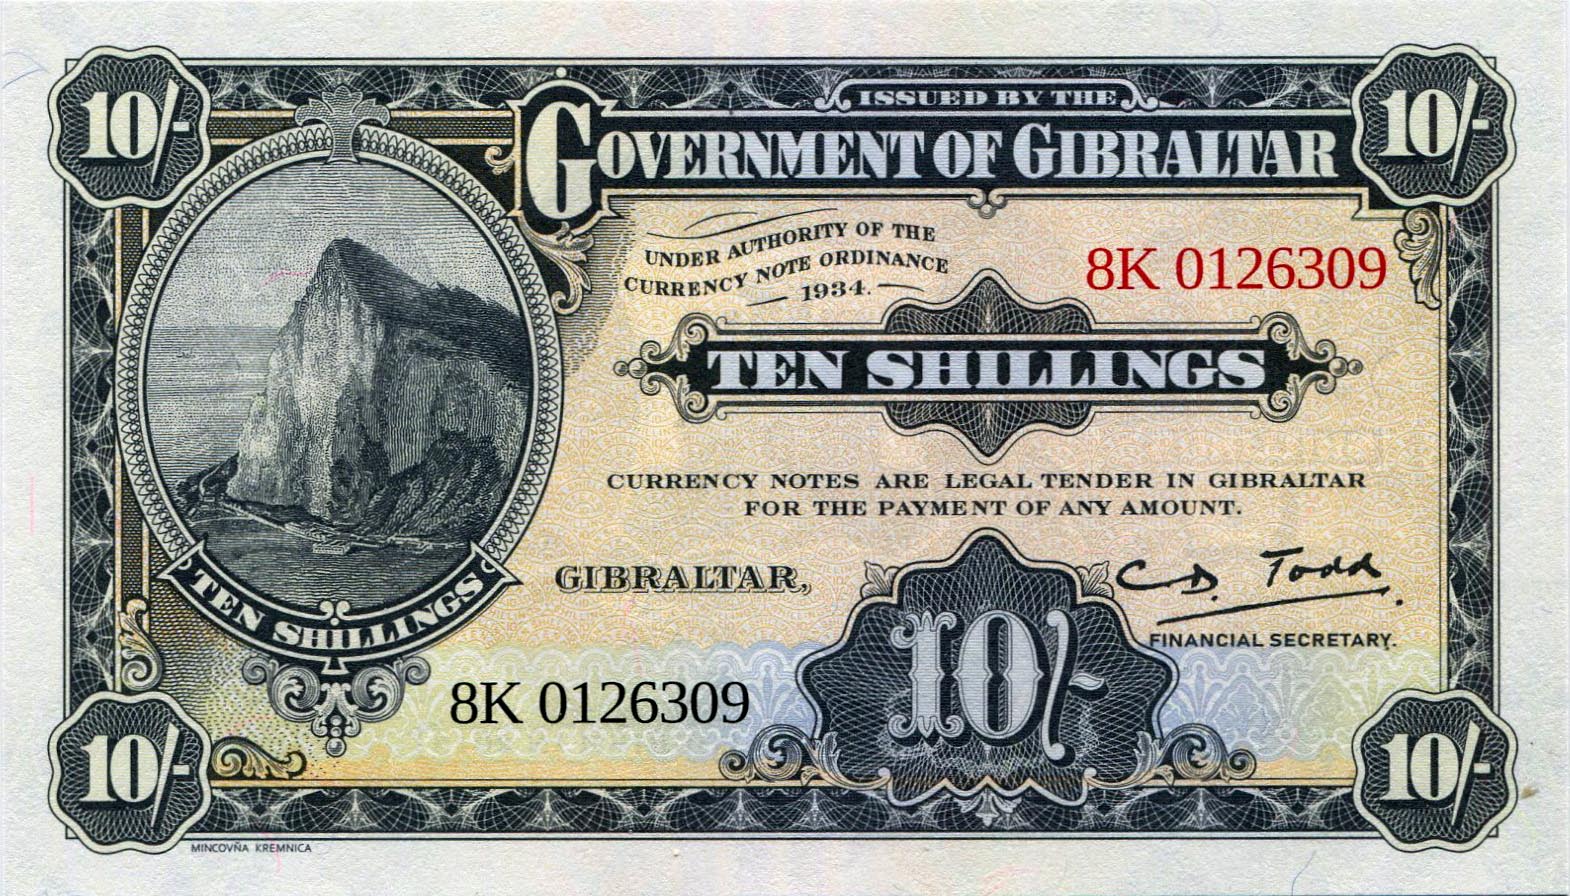 10/-
ISSUED BY THE
10/-
GOVERNMENT OF GIBRALTAR
UNDER AUTHORITY OF THE
CURRENCY NOTE ORDINANCE
1934.
8K 0126309
TEN SHILLINGS
CURRENCY NOTES ARE LEGAL TENDER IN GIBRALTAR
FOR THE PAYMENT OF ANY AMOUNT.
GIBRALTAR,
C D. Todd
FINANCIAL SECRETARY.
TEN SHILLINGS
10/-
8K 0126309
10/-
10/-
MINCOVŇA KREMNICA